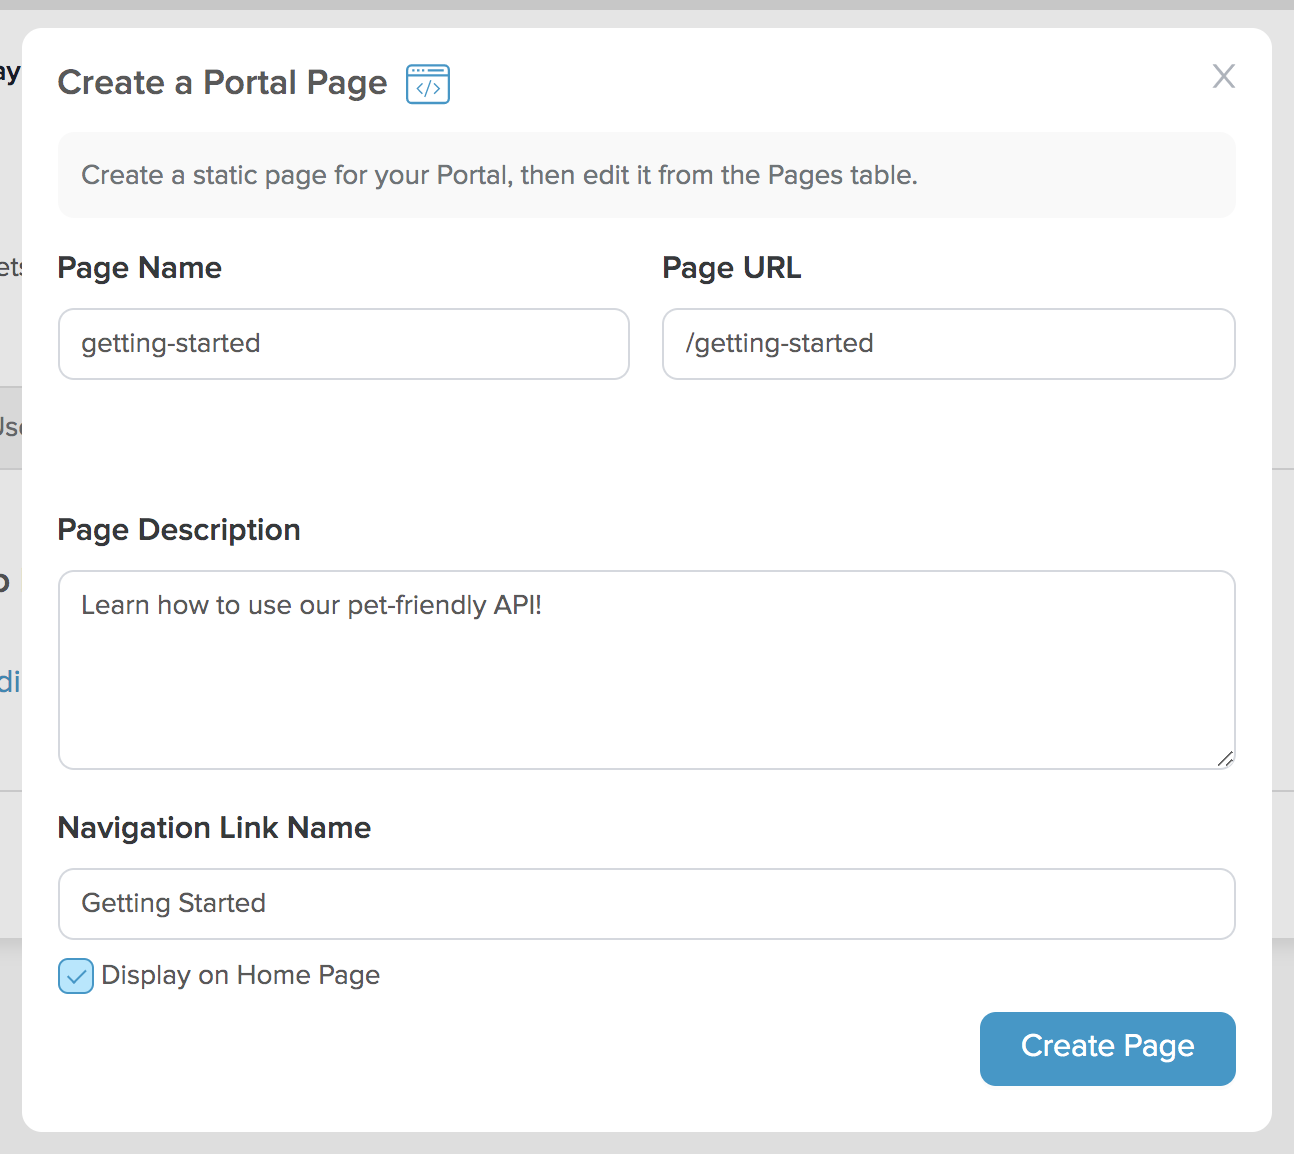 Create a Portal Page
Create a static page for your Portal, then edit it from the Pages table.
Page Name
Page URL
getting-started
/getting-started
Page Description
Learn how to use our pet-friendly API!
Navigation Link Name
Getting Started
Display on Home Page
Create Page